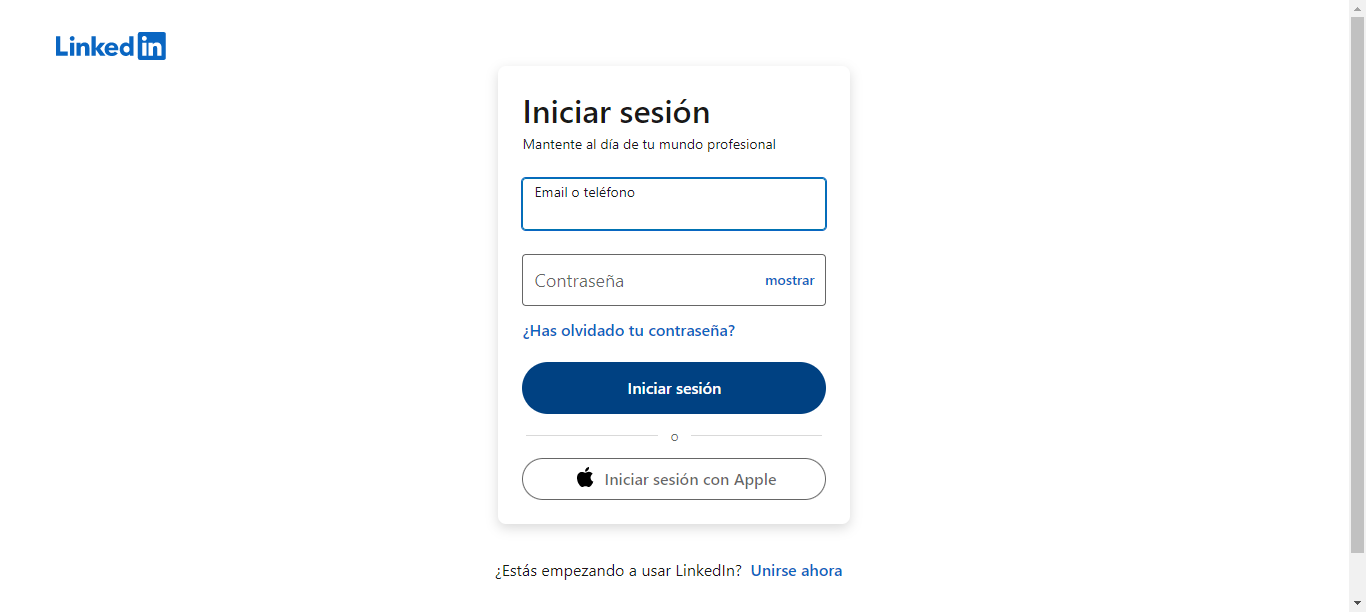 Linkedin
Iniciar sesión
Mantente al día de tu mundo profesional
Email o teléfono
Contraseña
mostrar
¿Has olvidado tu contraseña?
Iniciar sesión
o
Iniciar sesión con Apple
¿Estás empezando a usar LinkedIn? Unirse ahora